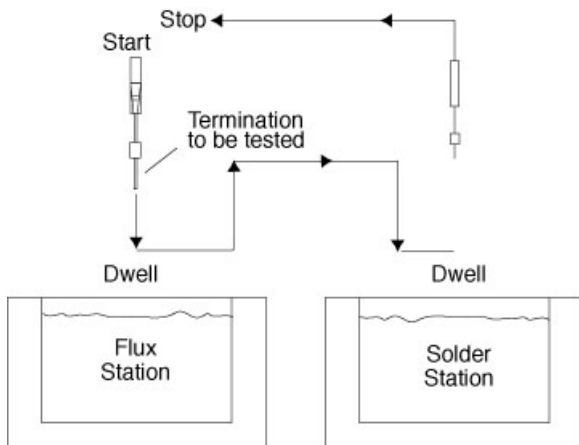 Stop
Start
Termination
to be tested
Dwell
Dwell
Flux
Station
Solder
Station